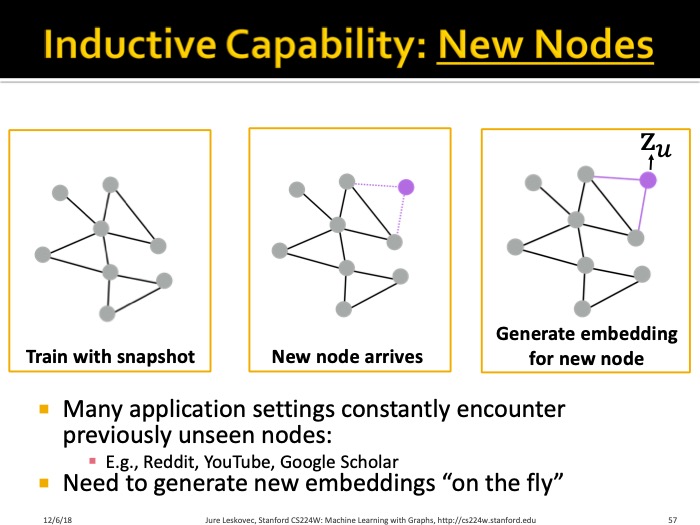 Inductive Capability: New Nodes
z_u
Train with snapshot
New node arrives
Generate embedding
for new node
Many application settings constantly encounter
previously unseen nodes:
E.g., Reddit, YouTube, Google Scholar
Need to generate new embeddings “on the fly”
12/6/18
Jure Leskovec, Stanford CS224W: Machine Learning with Graphs, http://cs224w.stanford.edu
57